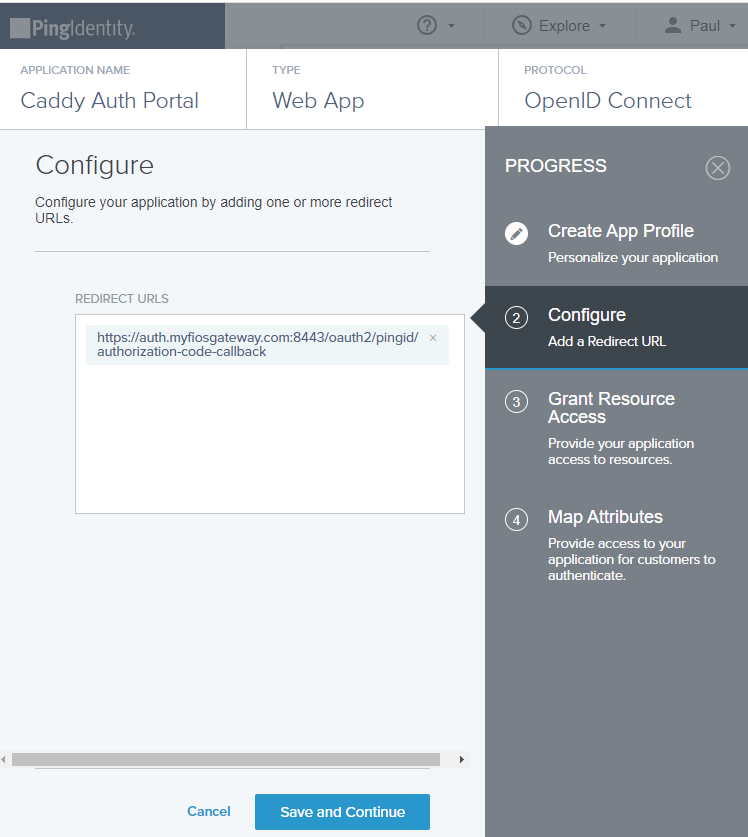 PingIdentity.
Explore
Paul
APPLICATION NAME
Caddy Auth Portal
TYPE
Web App
PROTOCOL
OpenID Connect
Configure
Configure your application by adding one or more redirect
URLs.
REDIRECT URLS
https://auth.myfiosgateway.com:8443/oauth2/pingid/
authorization-code-callback
×
PROGRESS
Create App Profile
Personalize your application
2
Configure
Add a Redirect URL
3
Grant Resource
Access
Provide your application
access to resources.
4
Map Attributes
Provide access to your
application for customers to
authenticate.
Cancel
Save and Continue